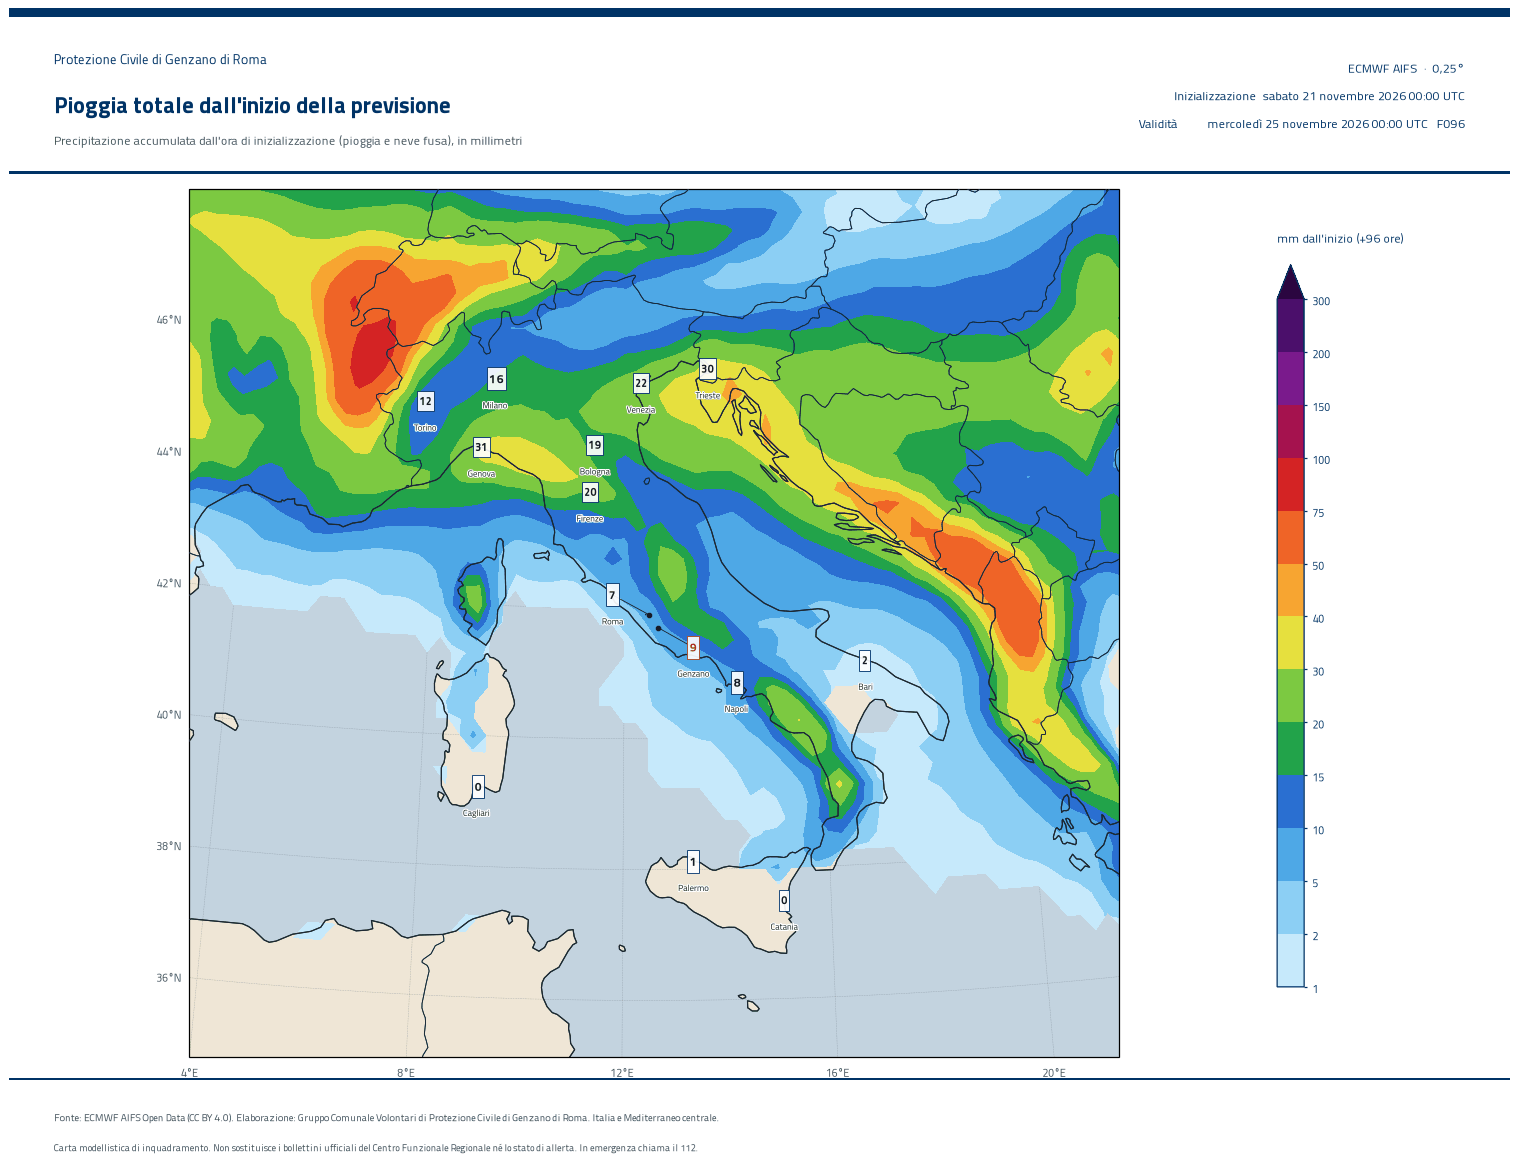 Protezione Civile di Genzano di Roma
Pioggia totale dall'inizio della previsione
Precipitazione accumulata dall'ora di inizializzazione (pioggia e neve fusa), in millimetri
ECMWF AIFS · 0,25°
Inizializzazione sabato 21 novembre 2026 00:00 UTC
Validità mercoledì 25 novembre 2026 00:00 UTC F096
mm dall'inizio (+96 ore)
300
200
150
100
75
50
40
30
20
15
10
5
2
1
46°N
44°N
42°N
40°N
38°N
36°N
4°E
8°E
12°E
16°E
20°E
30
Trieste
16
Milano
22
Venezia
12
Torino
31
Genova
19
Bologna
20
Firenze
7
Roma
9
Genzano
2
Bari
8
Napoli
0
Cagliari
1
Palermo
0
Catania
Fonte: ECMWF AIFS Open Data (CC BY 4.0). Elaborazione: Gruppo Comunale Volontari di Protezione Civile di Genzano di Roma. Italia e Mediterraneo centrale.
Carta modellistica di inquadramento. Non sostituisce i bollettini ufficiali del Centro Funzionale Regionale né lo stato di allerta. In emergenza chiama il 112.